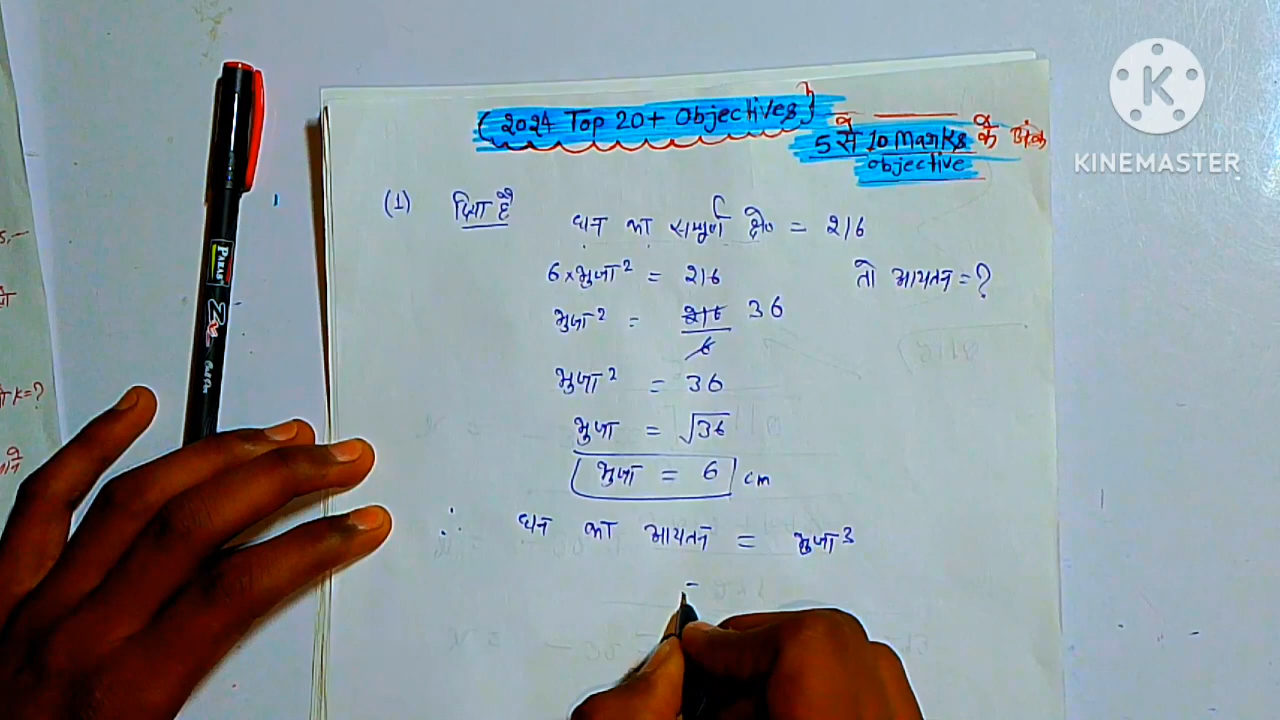 (2024 Top 20+ Objectives)
5 से 10 Marks के बीच
objective
KINEMASTER
(1) दिया है घन का सम्पूर्ण क्षे० = 216
6×भुजा² = 216 तो आयतन = ?
भुजा² = 216/6 36
भुजा² = 36
भुजा = √36
भुजा = 6 cm
∴ घन का आयतन = भुजा³
PARAS
K=?